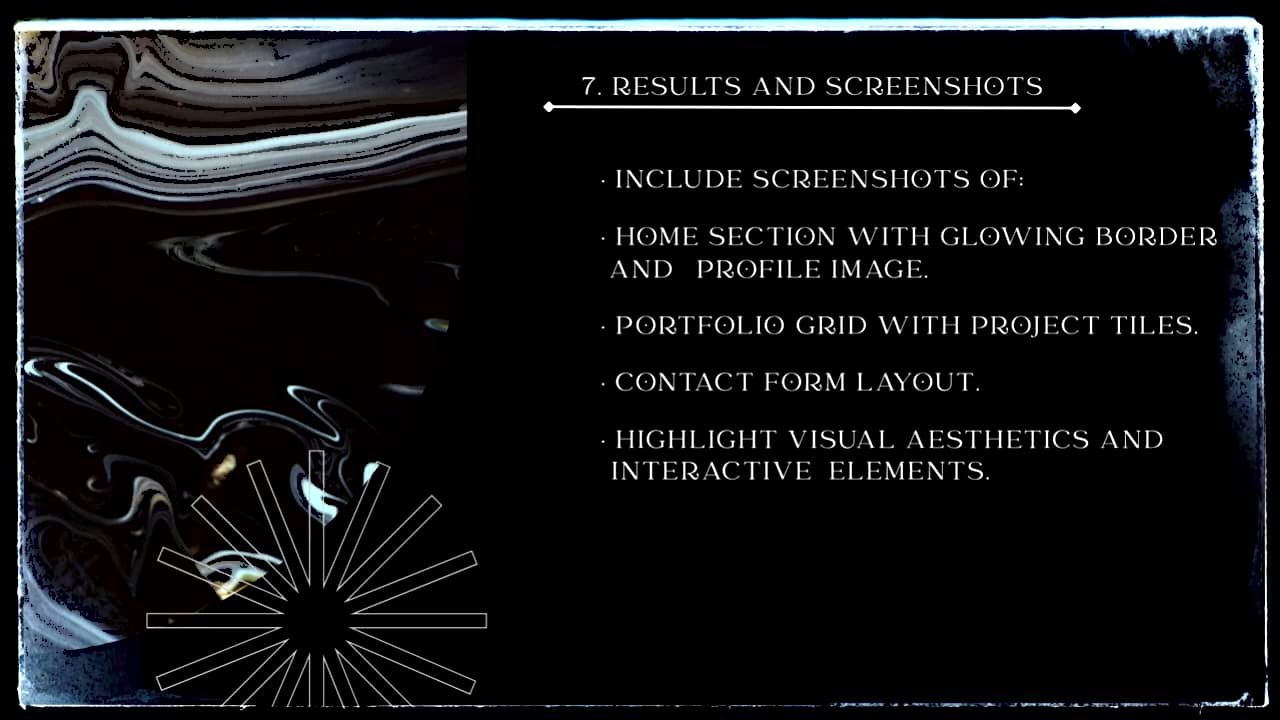 7. RESULTS AND SCREENSHOTS
· INCLUDE SCREENSHOTS OF:
· HOME SECTION WITH GLOWING BORDER
AND PROFILE IMAGE.
· PORTFOLIO GRID WITH PROJECT TILES.
· CONTACT FORM LAYOUT.
· HIGHLIGHT VISUAL AESTHETICS AND
INTERACTIVE ELEMENTS.